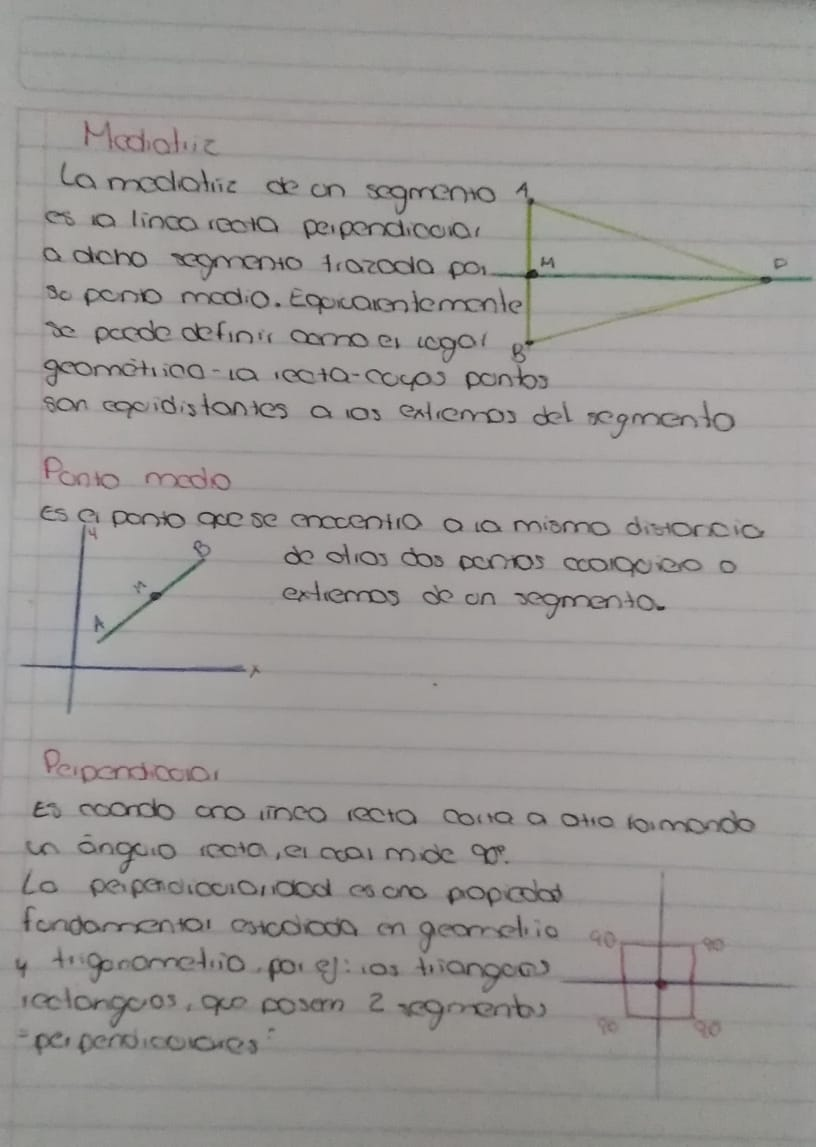 Mediatriz
La mediatriz de un segmento
es la linea recta perpendicular
a dicho segmento trazada por
su punto medio. Equivalentemente
se puede definir como el lugar
geométrico-la recta-cuyos puntos
son equidistantes a los extremos del segmento
A
M
P
B
Punto medio
Es el punto que se encuentra a la misma distancia
de otros dos puntos cualquiera o
extremos de un segmento.
y
B
M
A
x
Perpendicular
Es cuando una linea recta corta a otra formando
un ángulo recto, el cual mide 90°.
La perpendicularidad es una
fundamental estudiada en geometria
y trigonometria, por ej: los triangulos
rectangulos, que poseen 2 segmentos
"perpendiculares"
90 90
90 90